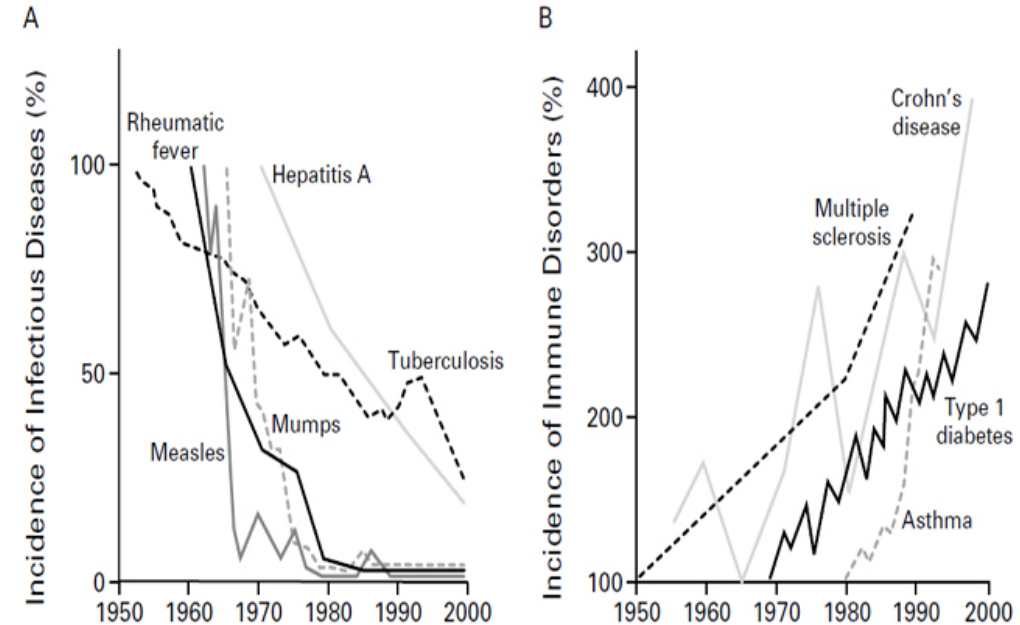 A
Incidence of Infectious Diseases (%)
100
50
0
Rheumatic
fever
Hepatitis A
Tuberculosis
Mumps
Measles
1950 1960 1970 1980 1990 2000
B
Incidence of Immune Disorders (%)
400
300
200
100
Crohn's
disease
Multiple
sclerosis
Type 1
diabetes
Asthma
1950 1960 1970 1980 1990 2000